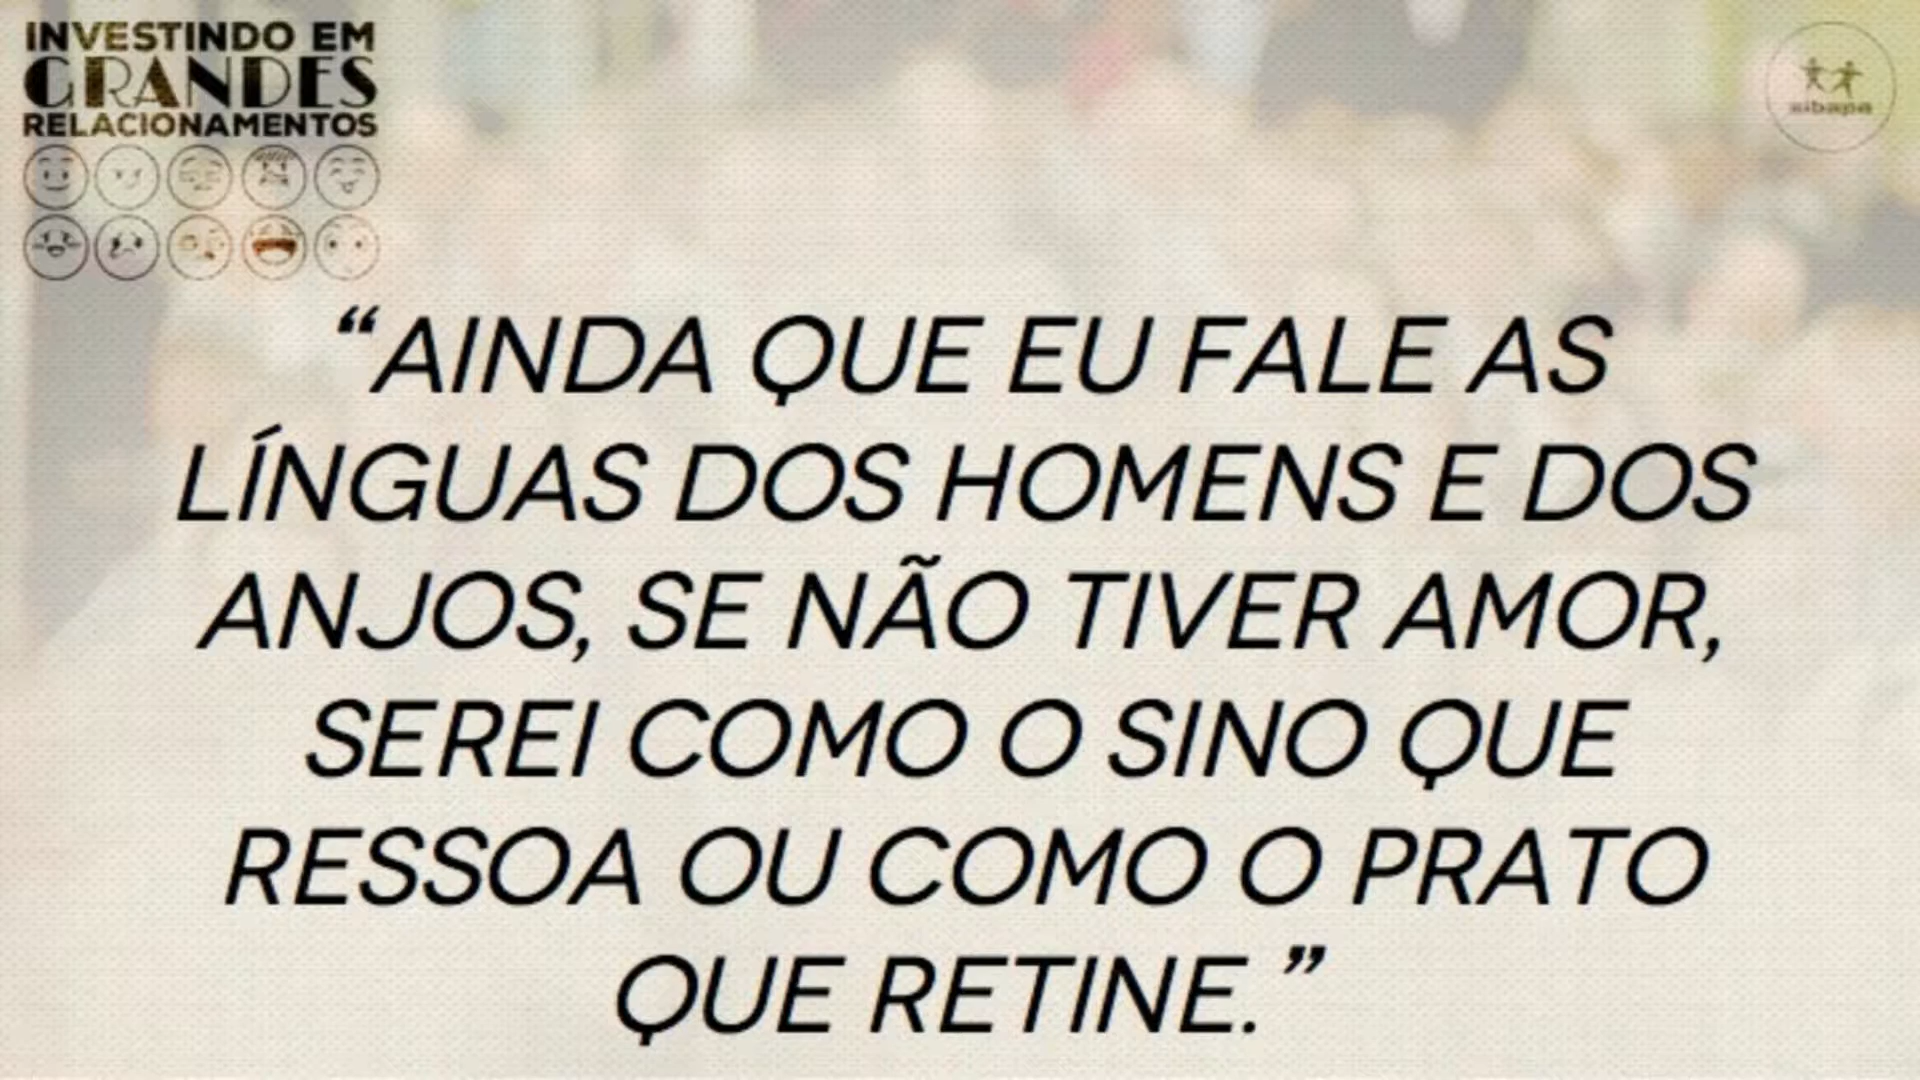 INVESTINDO EM
GRANDES
RELACIONAMENTOS
“AINDA QUE EU FALE AS
LÍNGUAS DOS HOMENS E DOS
ANJOS, SE NÃO TIVER AMOR,
SEREI COMO O SINO QUE
RESSOA OU COMO O PRATO
QUE RETINE.”